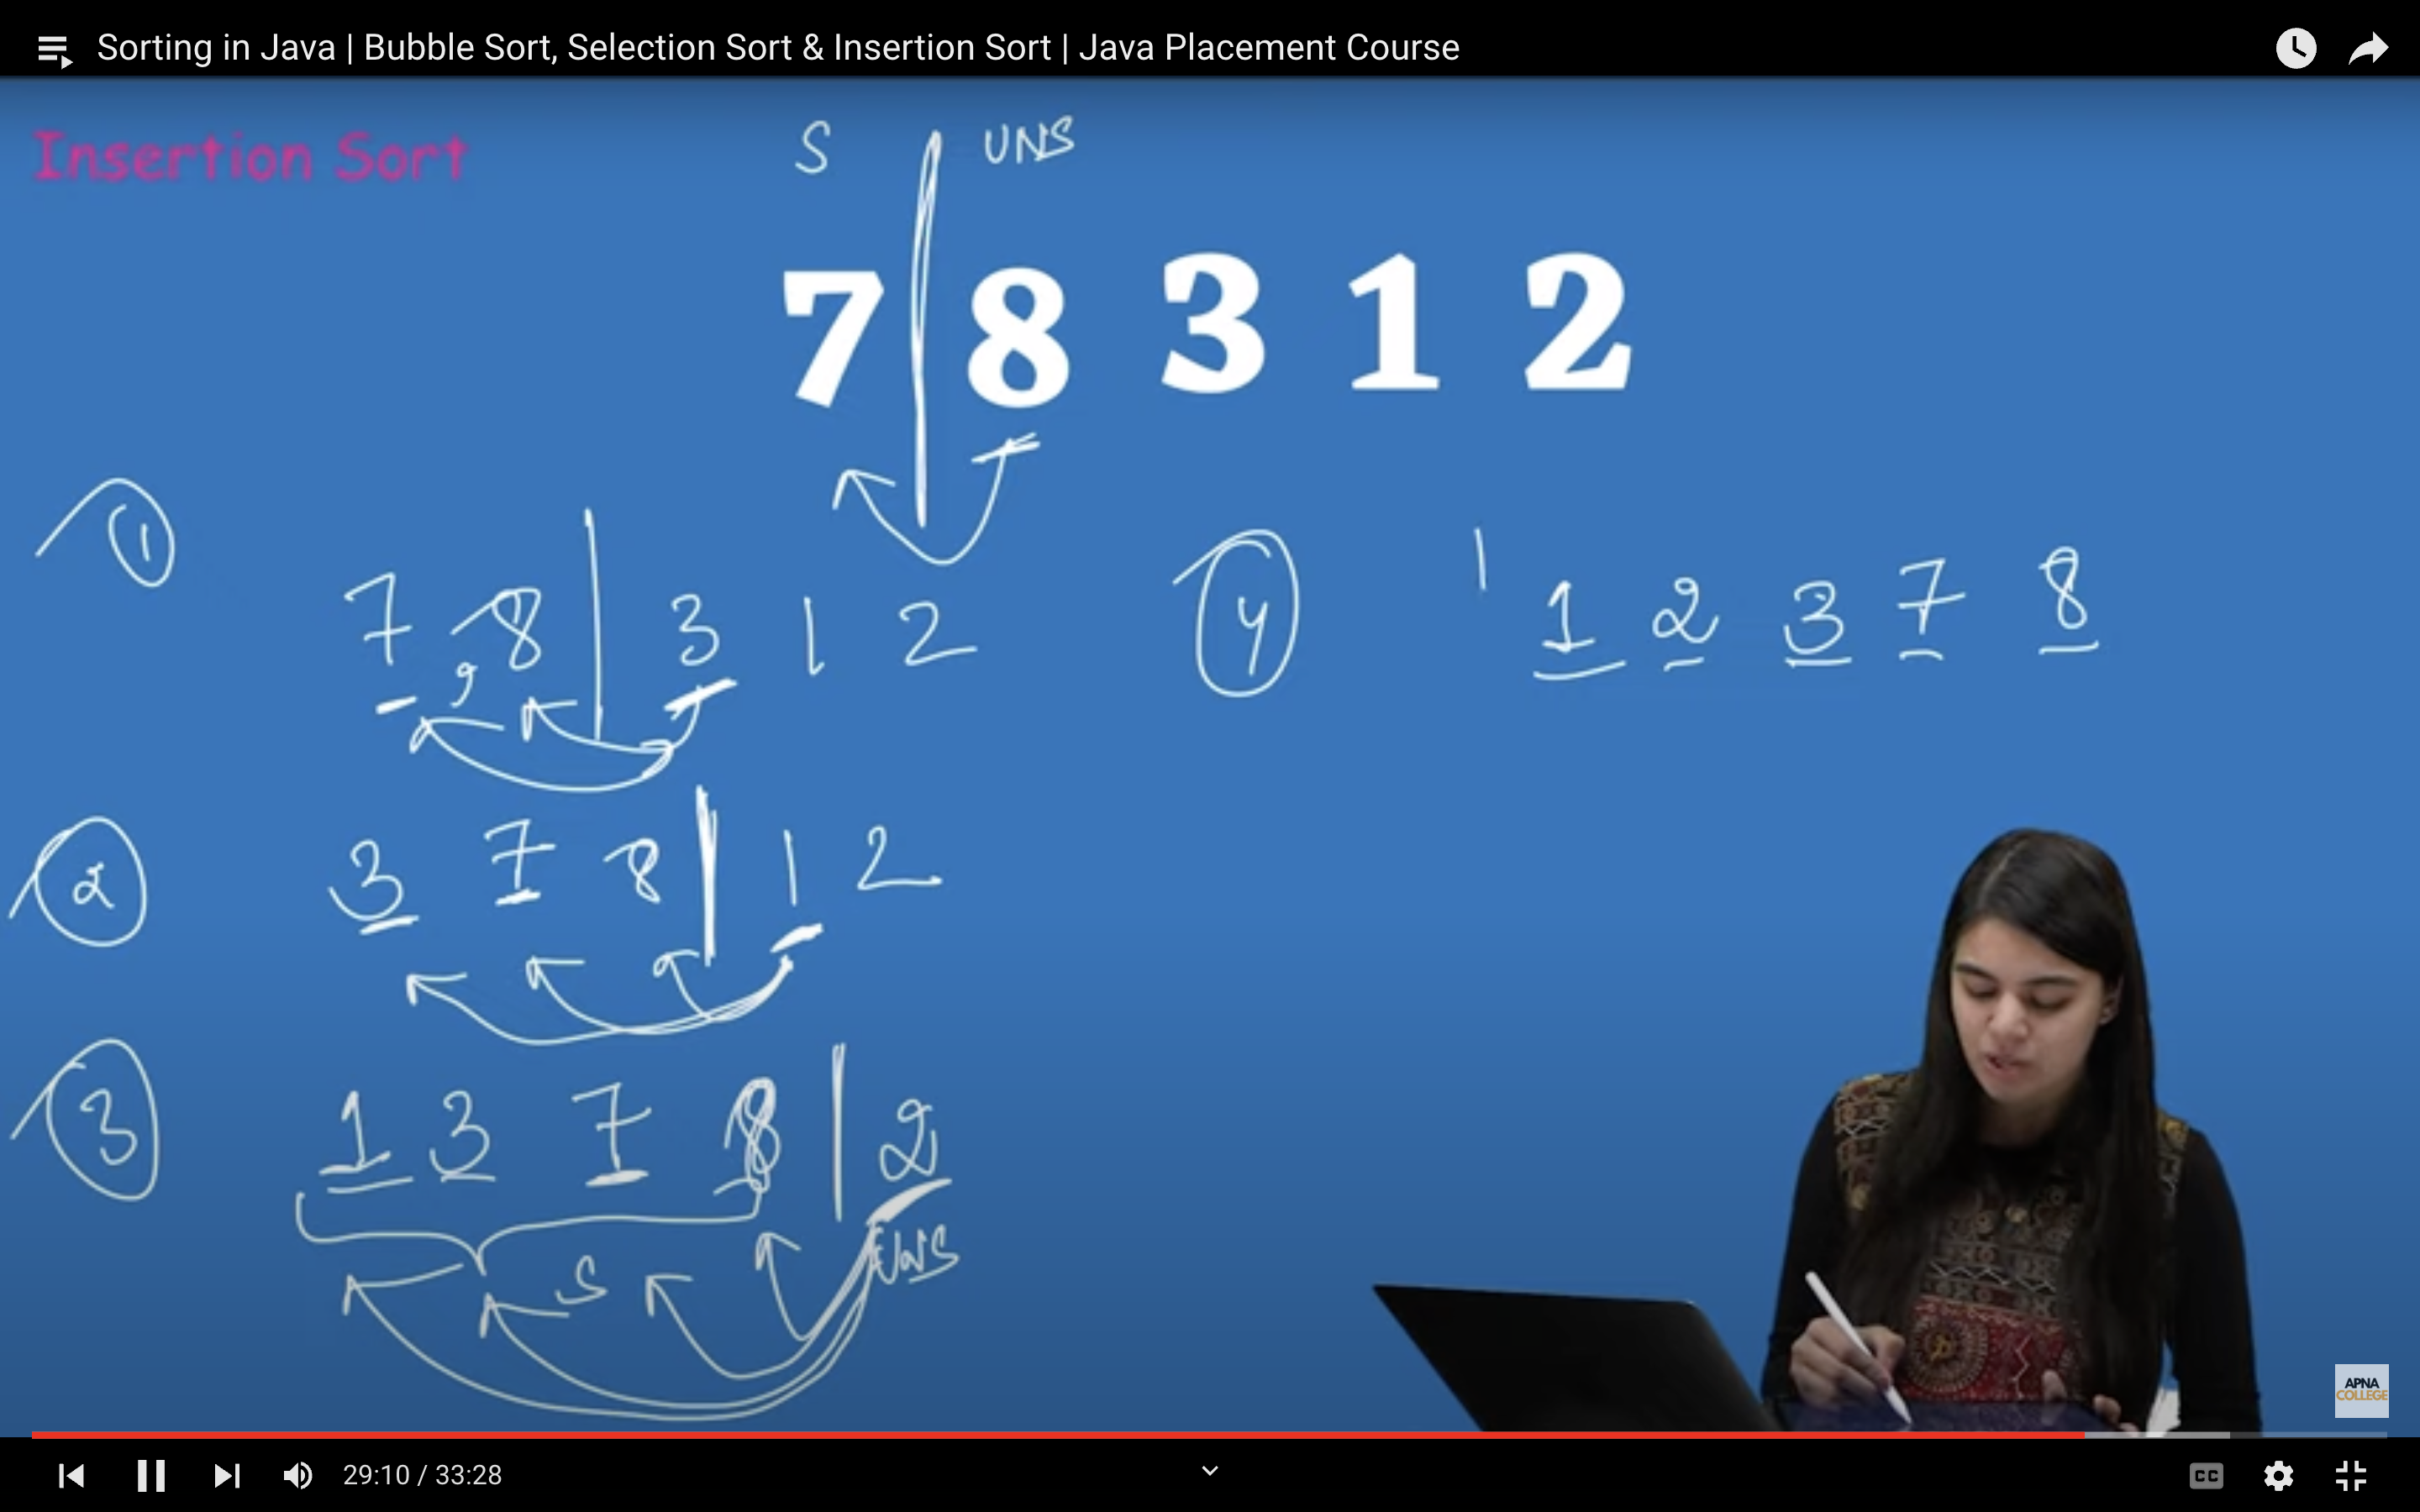 Sorting in Java | Bubble Sort, Selection Sort & Insertion Sort | Java Placement Course
Insertion Sort
S UNS
7 8 3 1 2
1
7 , 8 3 1 2
4
1 1 2 3 7 8
2
3 7 8 1 2
3
1 3 7 8 2
S UNS
APNA
COLLEGE
29:10 / 33:28
CC